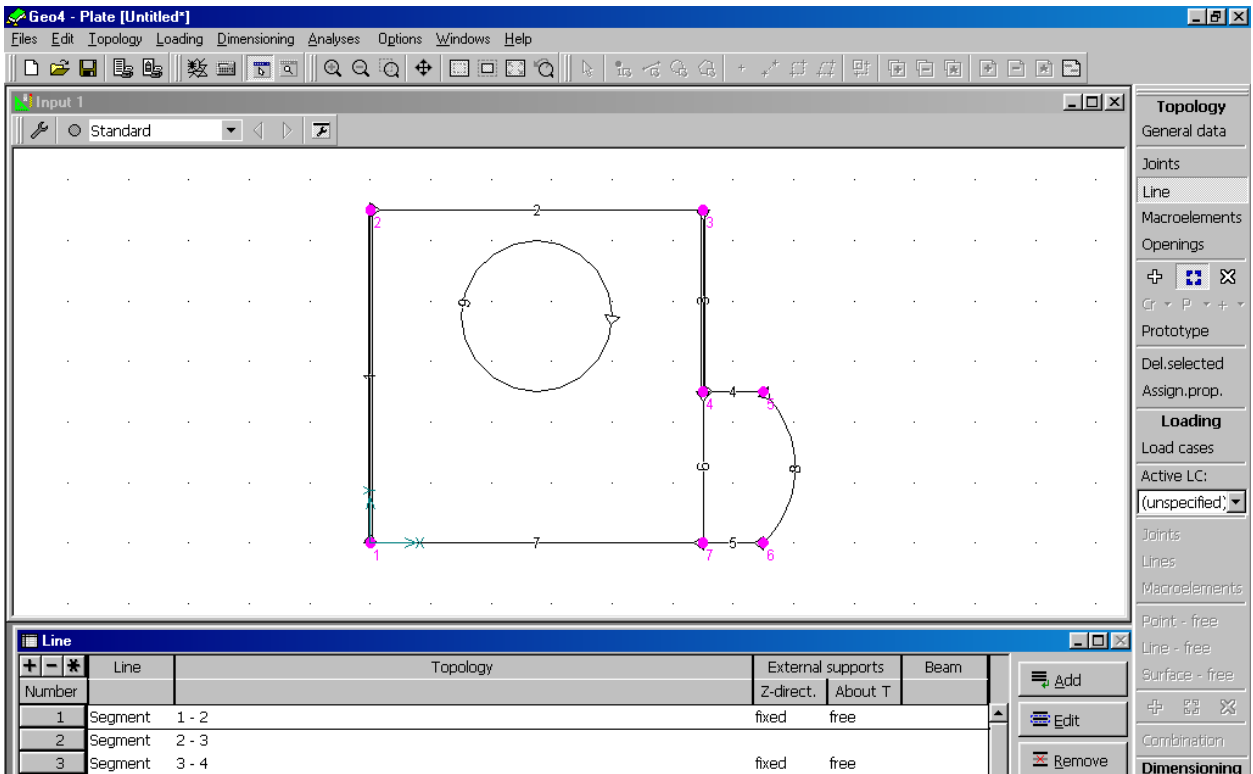 Geo4 - Plate [Untitled*]
Files Edit Topology Loading Dimensioning Analyses Options Windows Help
Input 1
Standard
Topology
General data
Joints
Line
Macroelements
Openings
Cr P +
Prototype
Del.selected
Assign.prop.
Loading
Load cases
Active LC:
(unspecified)
Joints
Lines
Macroelements
Point - free
Line - free
Surface - free
Combination
Dimensioning
2
2
3
9
3
1
4
4
5
6
8
X
1
7
7
5
6
Line
+ - * Line Topology External supports Beam
Number Z-direct. About T
1 Segment 1 - 2 fixed free
2 Segment 2 - 3
3 Segment 3 - 4 fixed free
Add
Edit
Remove